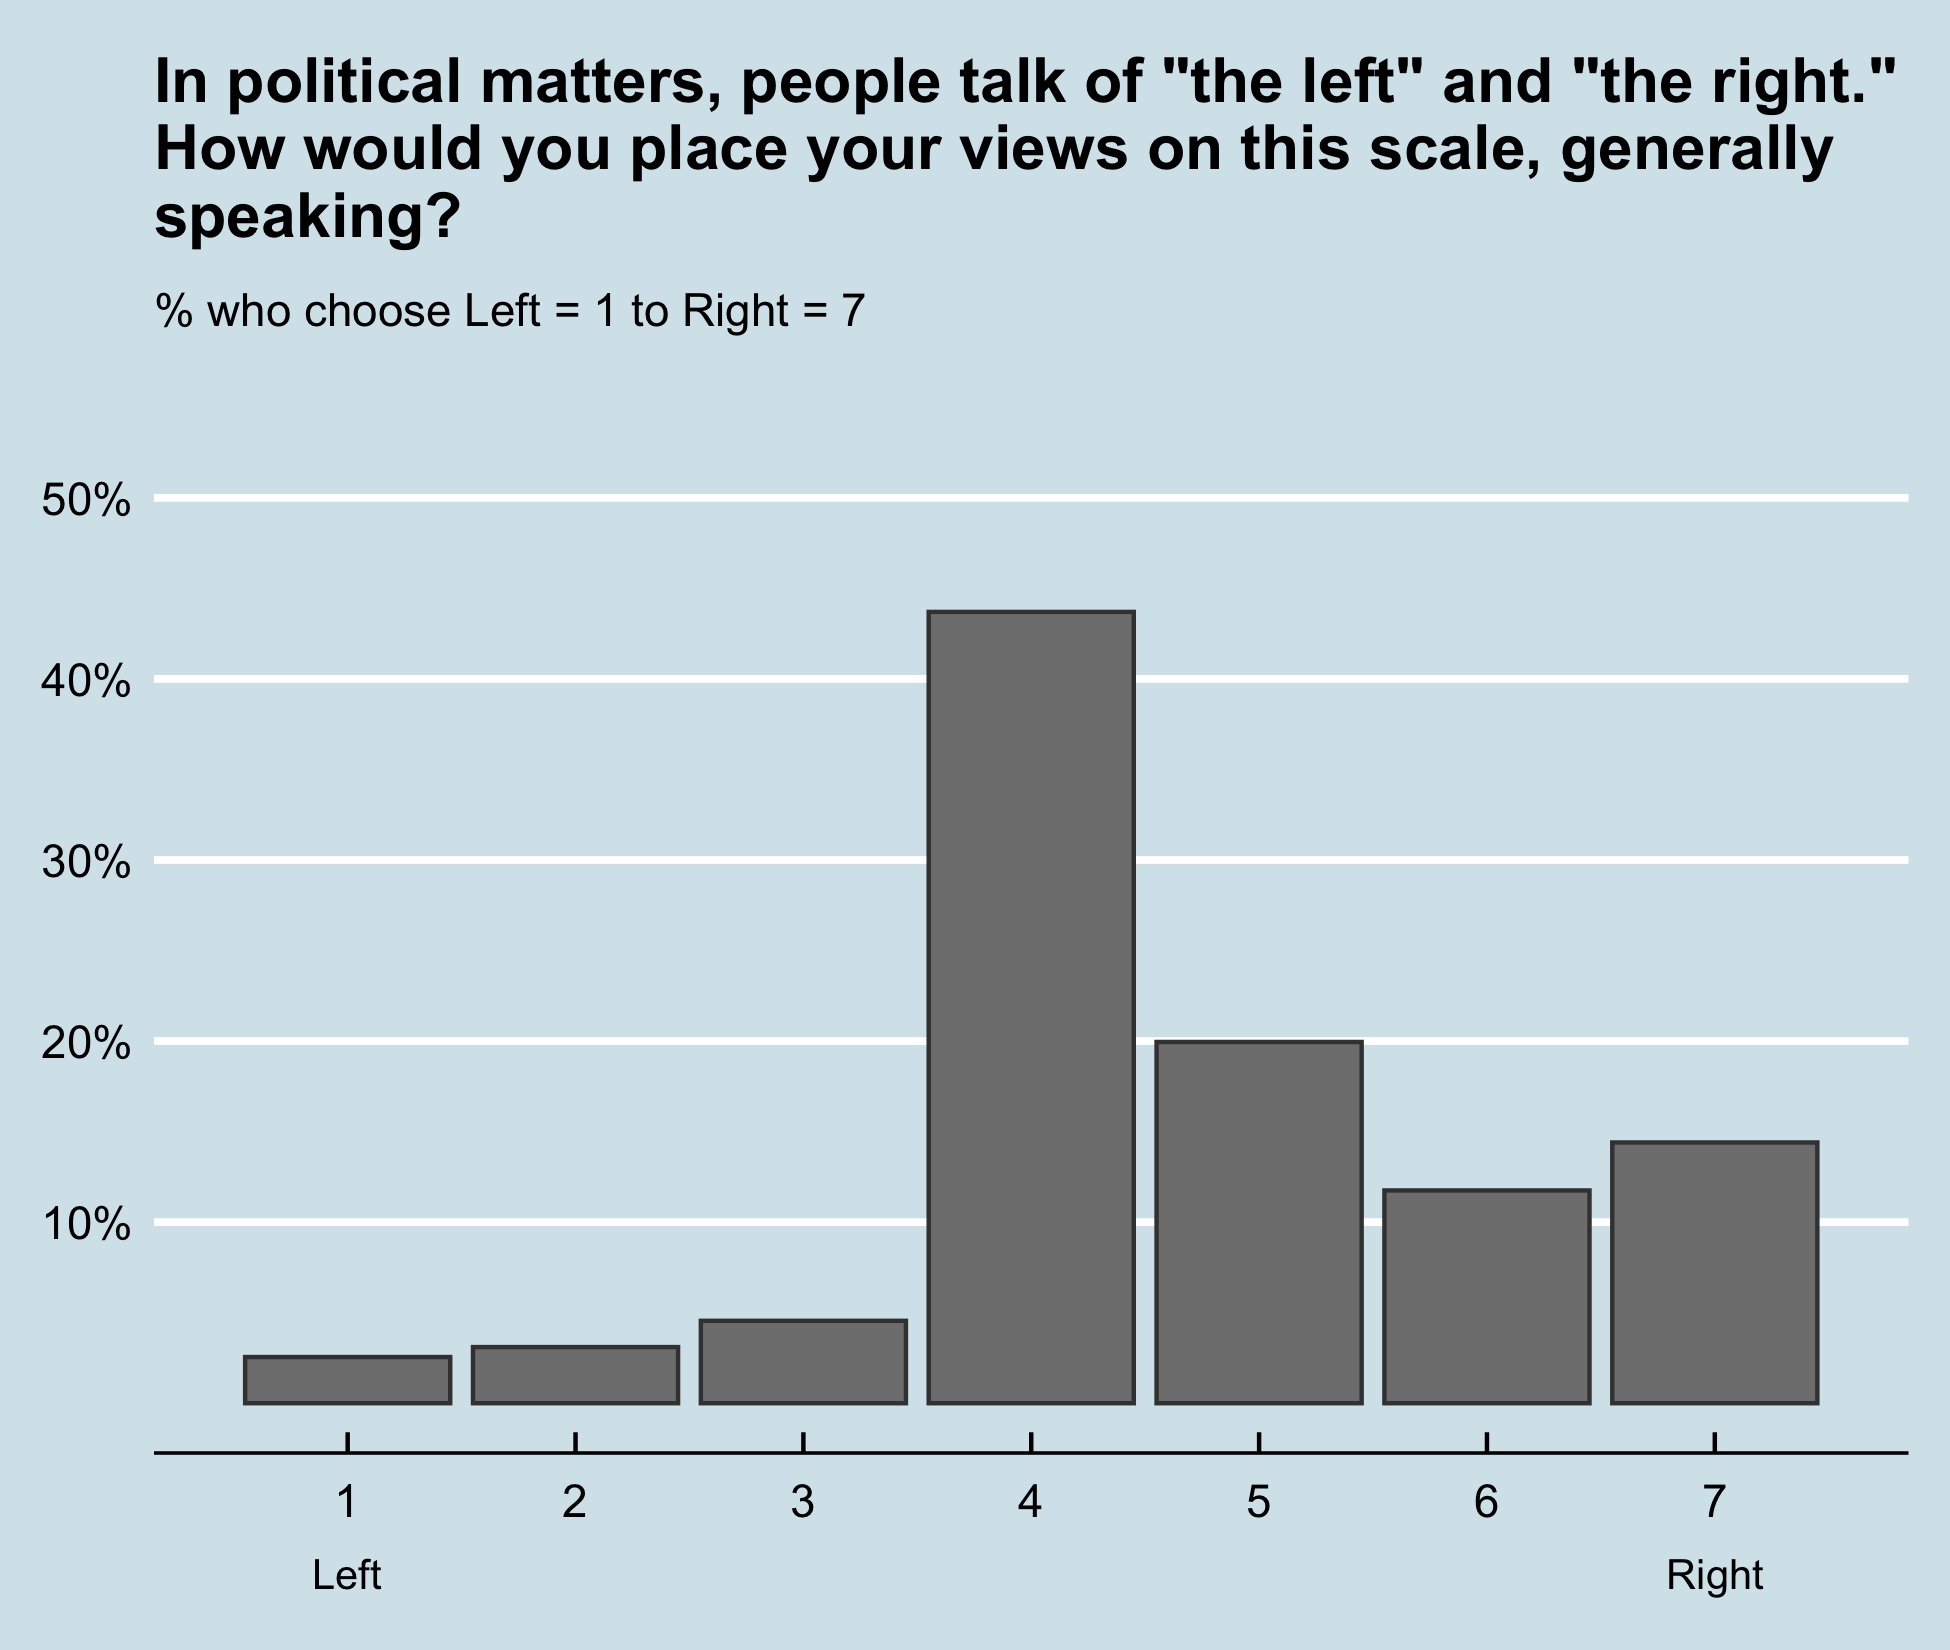 In political matters, people talk of "the left" and "the right."
How would you place your views on this scale, generally
speaking?
% who choose Left = 1 to Right = 7
50%
40%
30%
20%
10%
1 2 3 4 5 6 7
Left Right